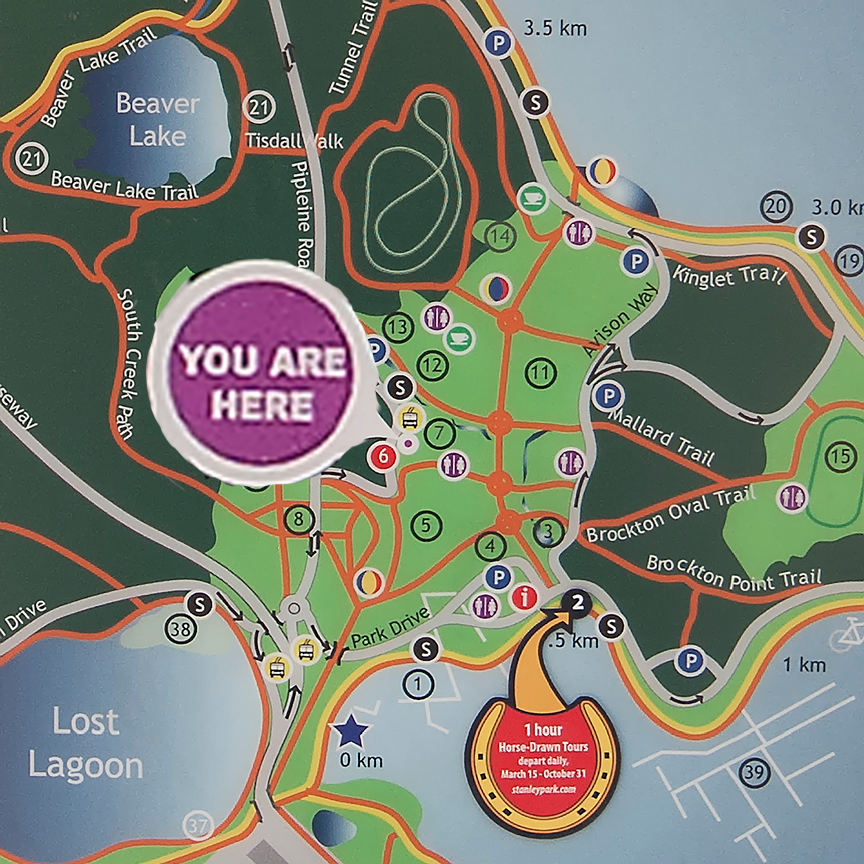 3.5 km
P
S
Beaver Lake Trail
Tunnel Trail
Beaver
Lake
21
Tisdall Walk
21
Beaver Lake Trail
Pipleine Roa
20
3.0 km
S
19
14
P
Kinglet Trail
South Creek Path
YOU ARE
HERE
13
P
12
S
11
Avison Way
P
Mallard Trail
seway
7
6
15
Brockton Oval Trail
8
5
3
4
Brockton Point Trail
P
i
2
.5 km
S
Drive
S
38
Park Drive
S
1
P
1 km
Lost
Lagoon
0 km
1 hour
Horse-Drawn Tours
depart daily,
March 15 - October 31
stanleypark.com
39
37